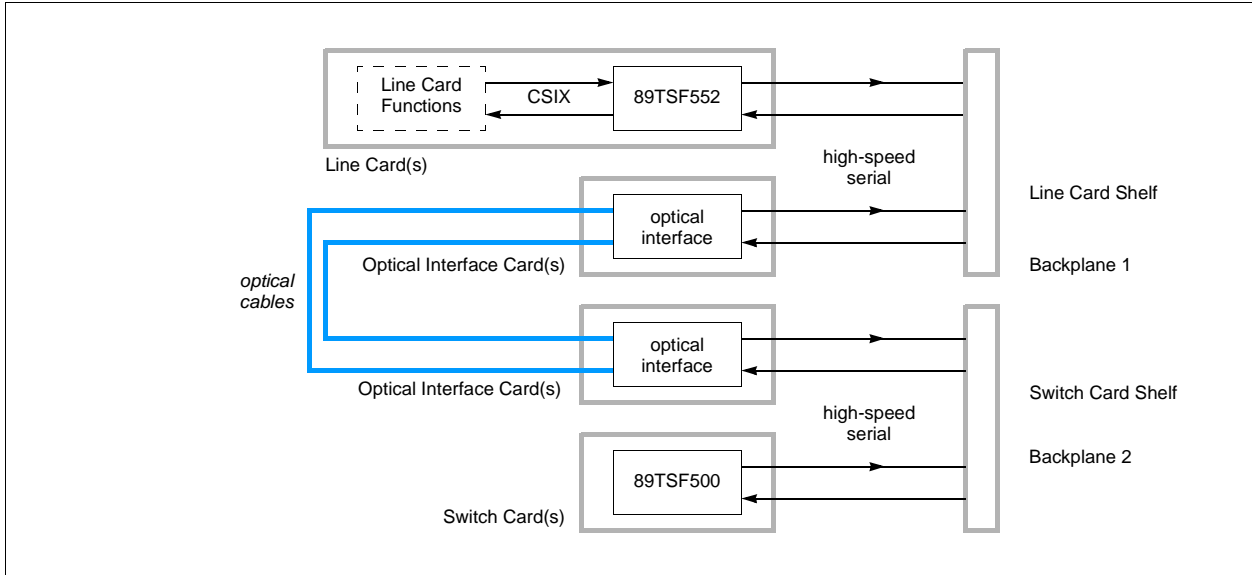 Line Card
Functions
CSIX
89TSF552
Line Card(s)
high-speed
serial
optical
interface
Line Card Shelf
Optical Interface Card(s)
Backplane 1
optical
cables
optical
interface
Optical Interface Card(s)
Switch Card Shelf
high-speed
serial
Backplane 2
89TSF500
Switch Card(s)